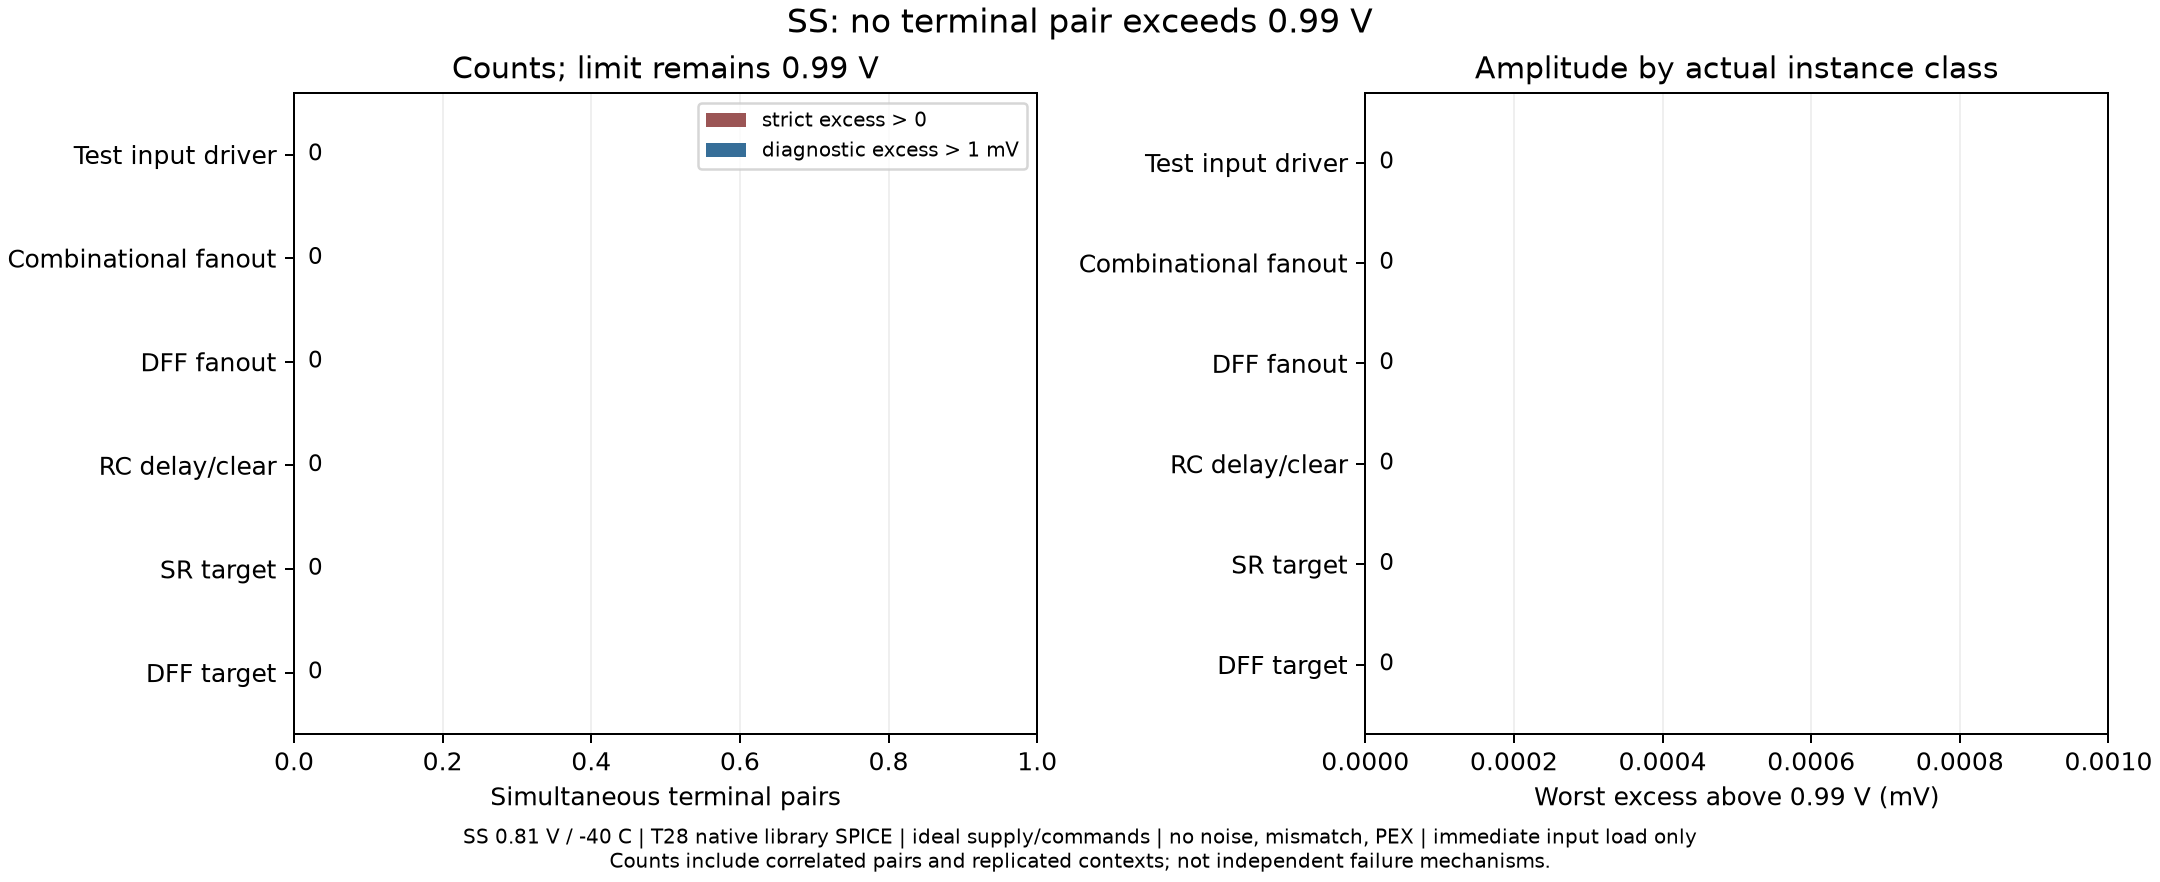 SS: no terminal pair exceeds 0.99 V
Counts; limit remains 0.99 V
strict excess > 0
diagnostic excess > 1 mV
Test input driver 0
Combinational fanout 0
DFF fanout 0
RC delay/clear 0
SR target 0
DFF target 0
0.0 0.2 0.4 0.6 0.8 1.0
Simultaneous terminal pairs
Amplitude by actual instance class
Test input driver 0
Combinational fanout 0
DFF fanout 0
RC delay/clear 0
SR target 0
DFF target 0
0.0000 0.0002 0.0004 0.0006 0.0008 0.0010
Worst excess above 0.99 V (mV)
SS 0.81 V / -40 C | T28 native library SPICE | ideal supply/commands | no noise, mismatch, PEX | immediate input load only
Counts include correlated pairs and replicated contexts; not independent failure mechanisms.